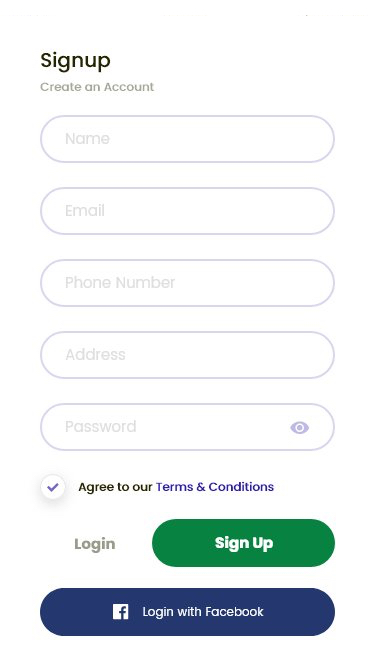 Signup
Create an Account
Name
Email
Phone Number
Address
Password
Agree to our Terms & Conditions
Login
Sign Up
Login with Facebook